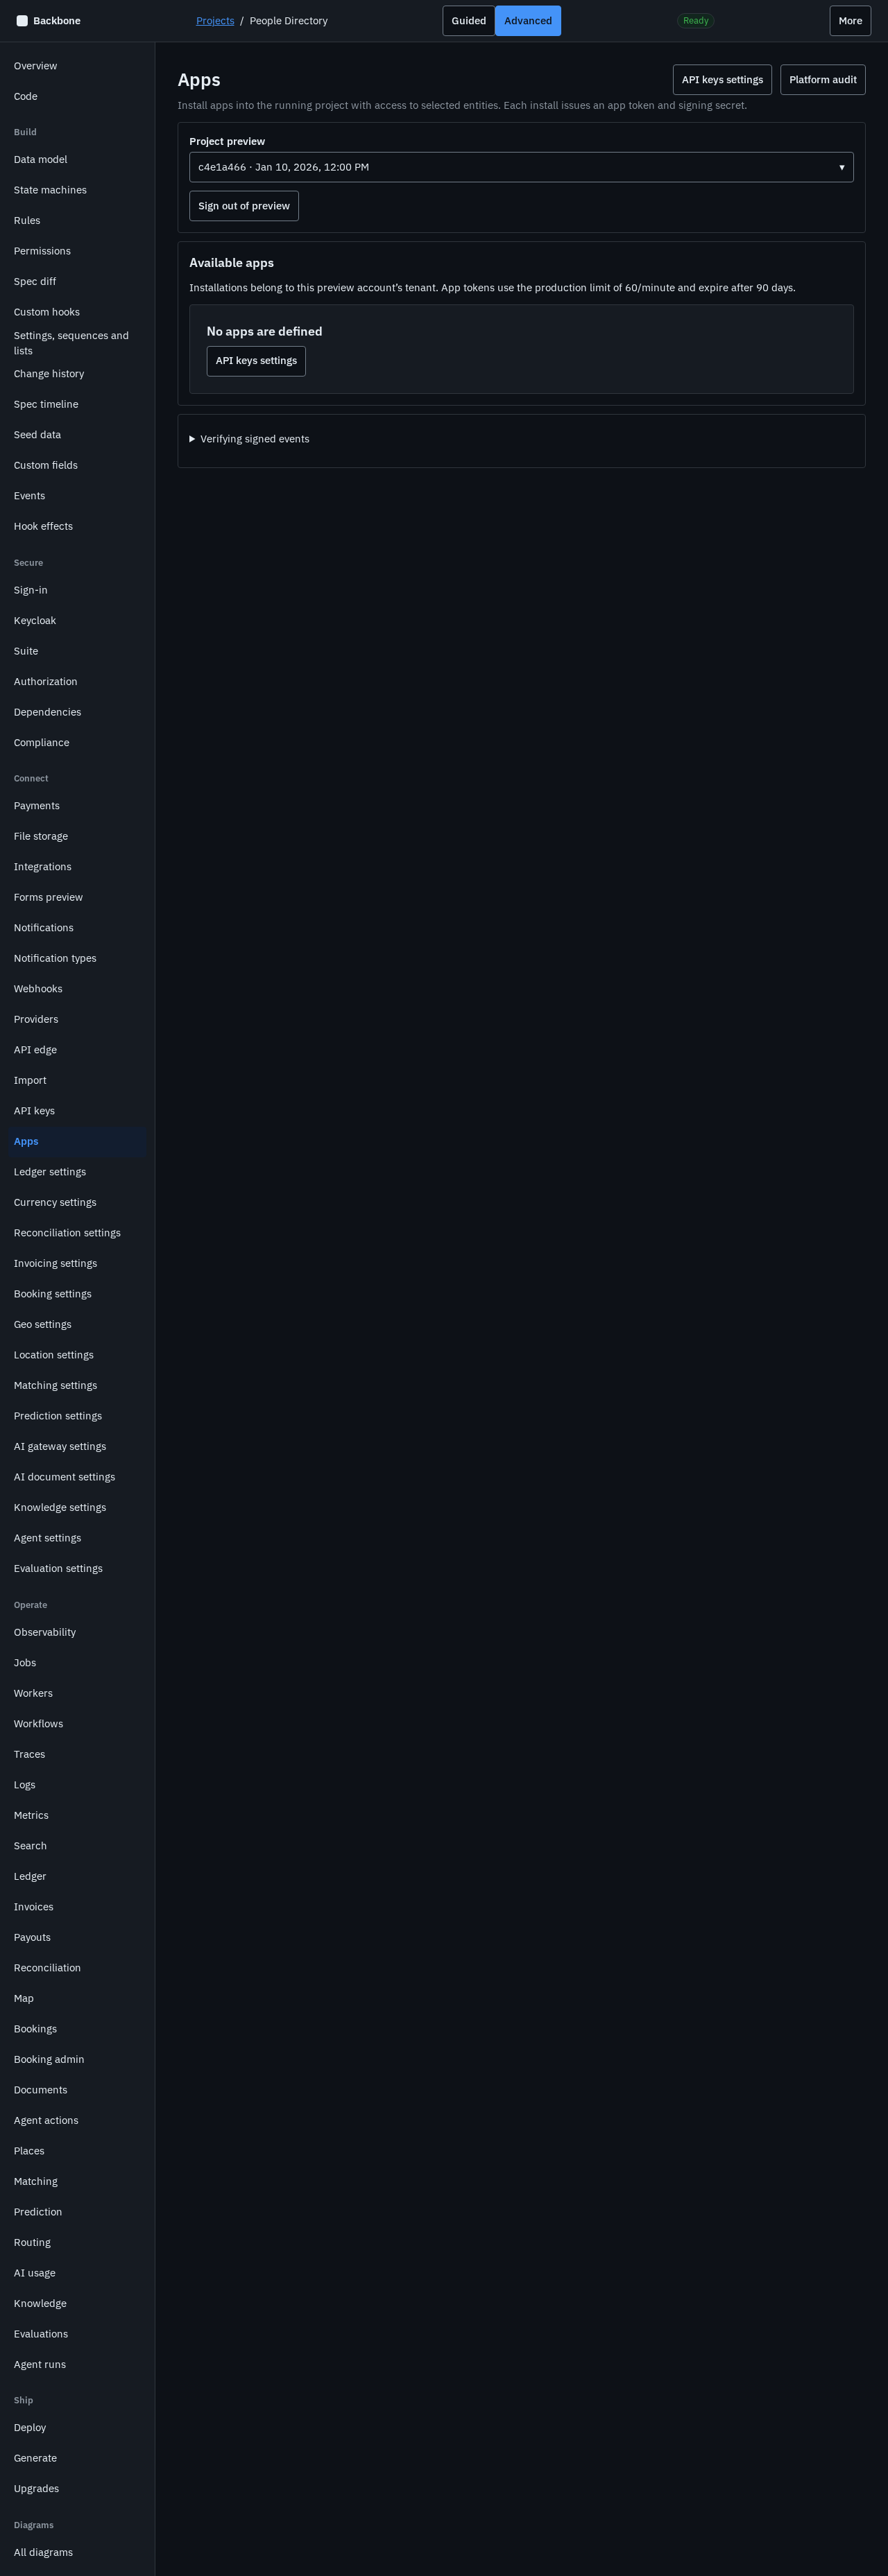 Backbone
Projects / People Directory
Guided
Advanced
Ready
More
Overview
Code
Build
Data model
State machines
Rules
Permissions
Spec diff
Custom hooks
Settings, sequences and
lists
Change history
Spec timeline
Seed data
Custom fields
Events
Hook effects
Secure
Sign-in
Keycloak
Suite
Authorization
Dependencies
Compliance
Connect
Payments
File storage
Integrations
Forms preview
Notifications
Notification types
Webhooks
Providers
API edge
Import
API keys
Apps
Ledger settings
Currency settings
Reconciliation settings
Invoicing settings
Booking settings
Geo settings
Location settings
Matching settings
Prediction settings
AI gateway settings
AI document settings
Knowledge settings
Agent settings
Evaluation settings
Operate
Observability
Jobs
Workers
Workflows
Traces
Logs
Metrics
Search
Ledger
Invoices
Payouts
Reconciliation
Map
Bookings
Booking admin
Documents
Agent actions
Places
Matching
Prediction
Routing
AI usage
Knowledge
Evaluations
Agent runs
Ship
Deploy
Generate
Upgrades
Diagrams
All diagrams
Apps
API keys settings
Platform audit
Install apps into the running project with access to selected entities. Each install issues an app token and signing secret.
Project preview
c4e1a466 · Jan 10, 2026, 12:00 PM
Sign out of preview
Available apps
Installations belong to this preview account’s tenant. App tokens use the production limit of 60/minute and expire after 90 days.
No apps are defined
API keys settings
Verifying signed events